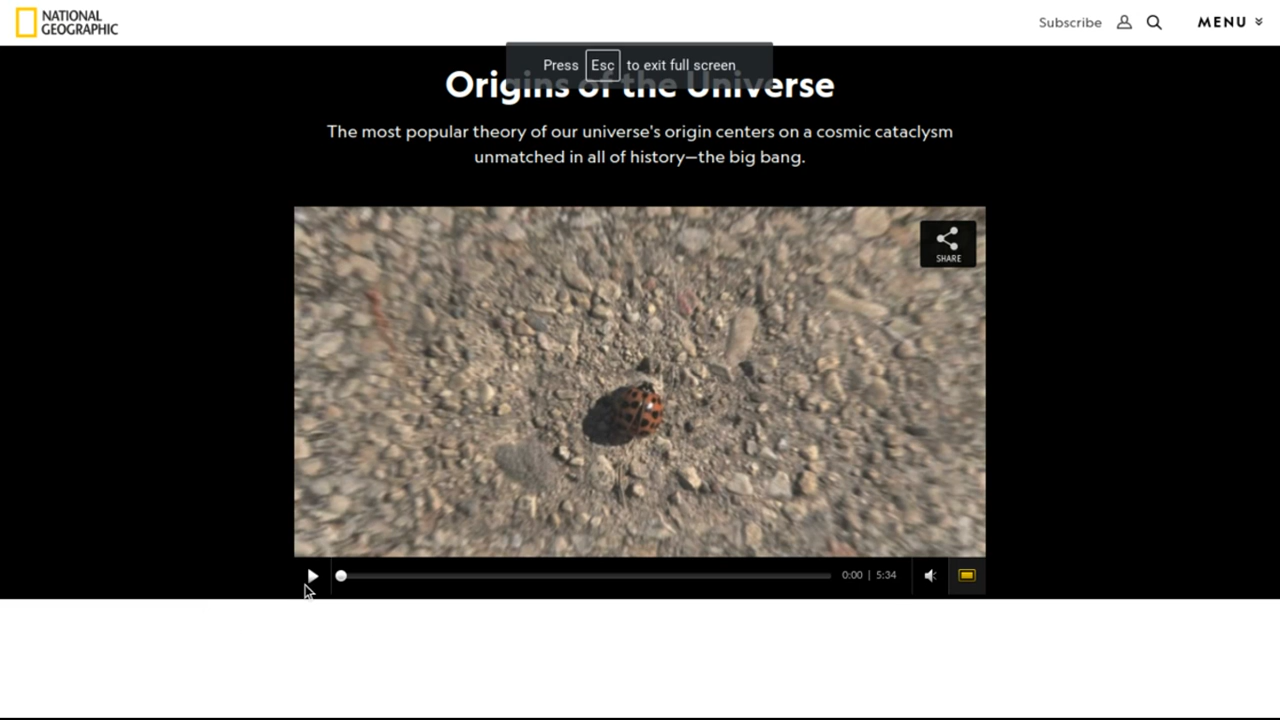 NATIONAL
GEOGRAPHIC
Subscribe
MENU
Press Esc to exit full screen
Origins of the Universe
The most popular theory of our universe's origin centers on a cosmic cataclysm
unmatched in all of history—the big bang.
SHARE
0:00 | 5:34